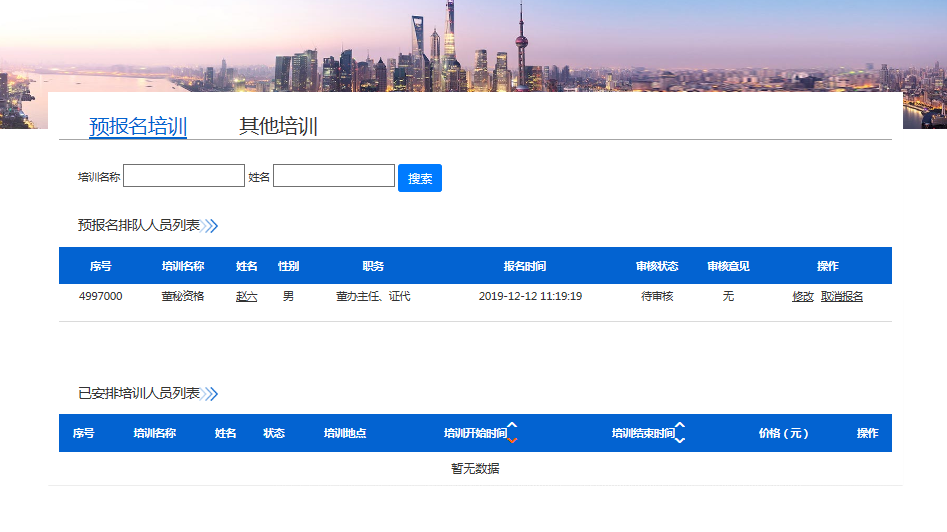 预报名培训 其他培训
培训名称 姓名 搜索
预报名排队人员列表
序号 培训名称 姓名 性别 职务 报名时间 审核状态 审核意见 操作
4997000 董秘资格 赵六 男 董办主任、证代 2019-12-12 11:19:19 待审核 无 修改 取消报名
已安排培训人员列表
序号 培训名称 姓名 状态 培训地点 培训开始时间 培训结束时间 价格（元） 操作
暂无数据